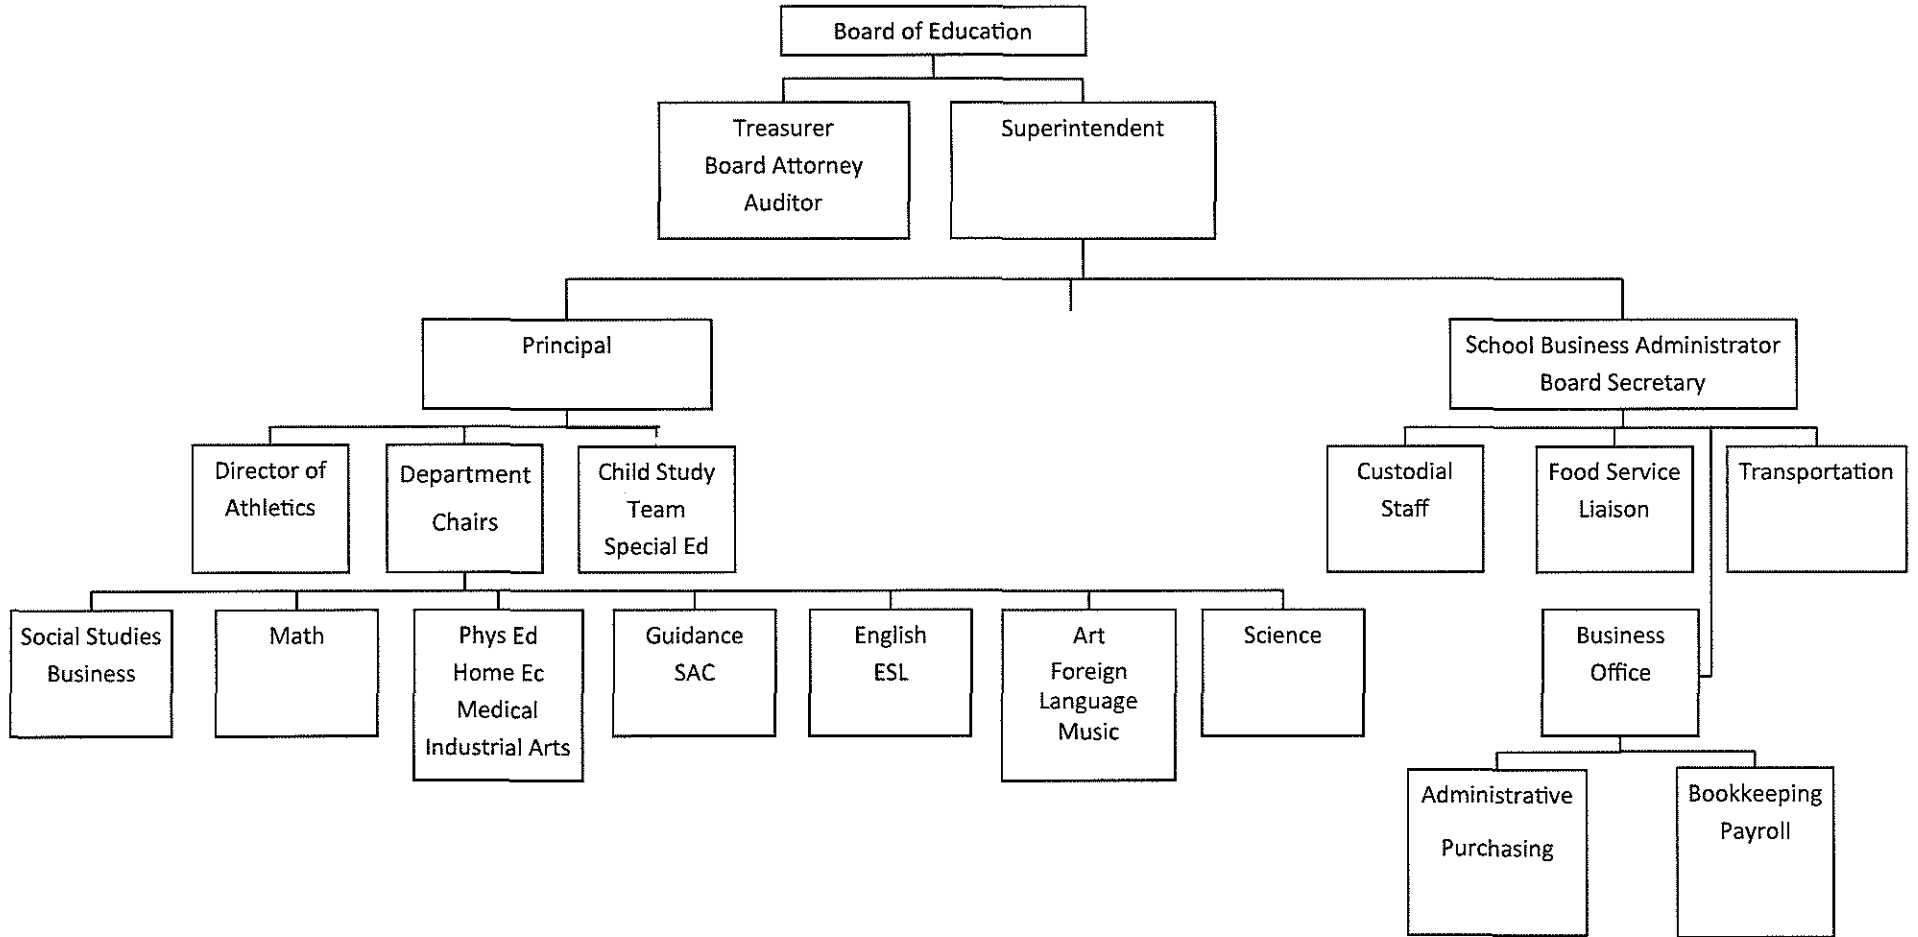 Board of Education
Treasurer
Board Attorney
Auditor
Superintendent
Principal
School Business Administrator
Board Secretary
Director of
Athletics
Department
Chairs
Child Study
Team
Special Ed
Custodial
Staff
Food Service
Liaison
Transportation
Social Studies
Business
Math
Phys Ed
Home Ec
Medical
Industrial Arts
Guidance
SAC
English
ESL
Art
Foreign
Language
Music
Science
Business
Office
Administrative
Purchasing
Bookkeeping
Payroll